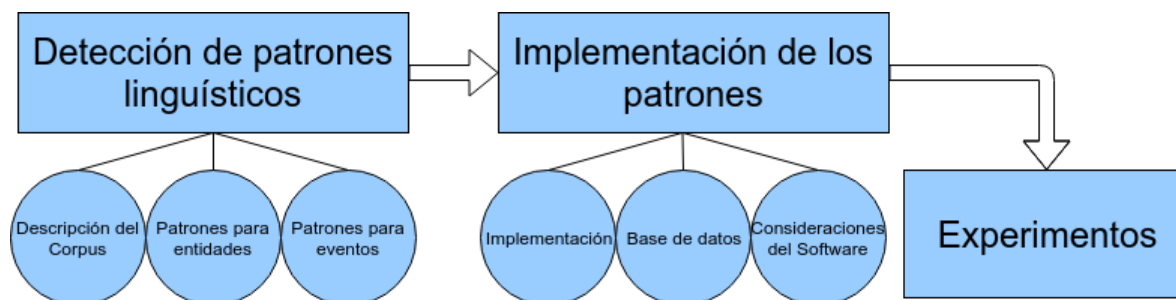 Detección de patrones
linguísticos
Implementación de los
patrones
Descripción del
Corpus
Patrones para
entidades
Patrones para
eventos
Implementación
Base de datos
Consideraciones
del Software
Experimentos